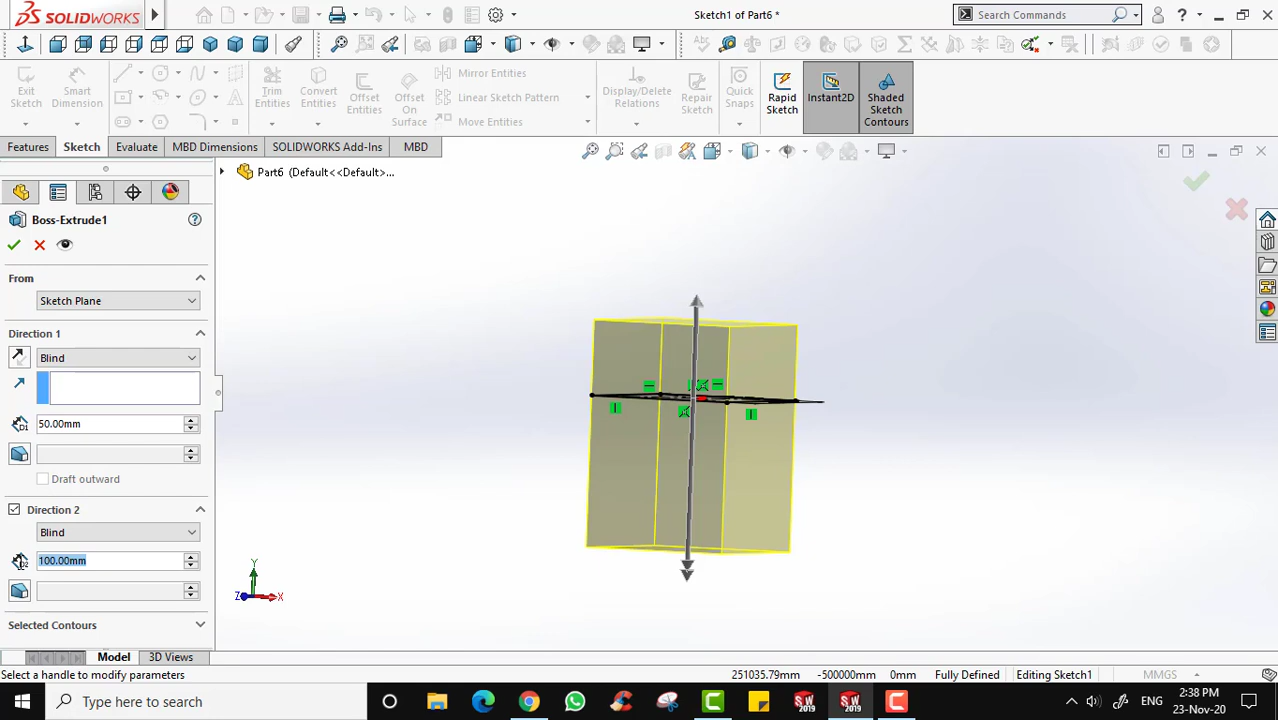 SOLIDWORKS
Sketch1 of Part6 *
Search Commands
Exit Sketch
Smart Dimension
Trim Entities
Convert Entities
Offset Entities
Offset On Surface
Mirror Entities
Linear Sketch Pattern
Move Entities
Display/Delete Relations
Repair Sketch
Quick Snaps
Rapid Sketch
Instant2D
Shaded Sketch Contours
Features Sketch Evaluate MBD Dimensions SOLIDWORKS Add-Ins MBD
Part6 (Default<<Default>...
Boss-Extrude1
From
Sketch Plane
Direction 1
Blind
50.00mm
Draft outward
Direction 2
Blind
100.00mm
Selected Contours
Y
Z X
Model 3D Views
Select a handle to modify parameters 251035.79mm -500000mm 0mm Fully Defined Editing Sketch1 MMGS
Type here to search
SW 2019
SW 2019
ENG
2:38 PM
23-Nov-20